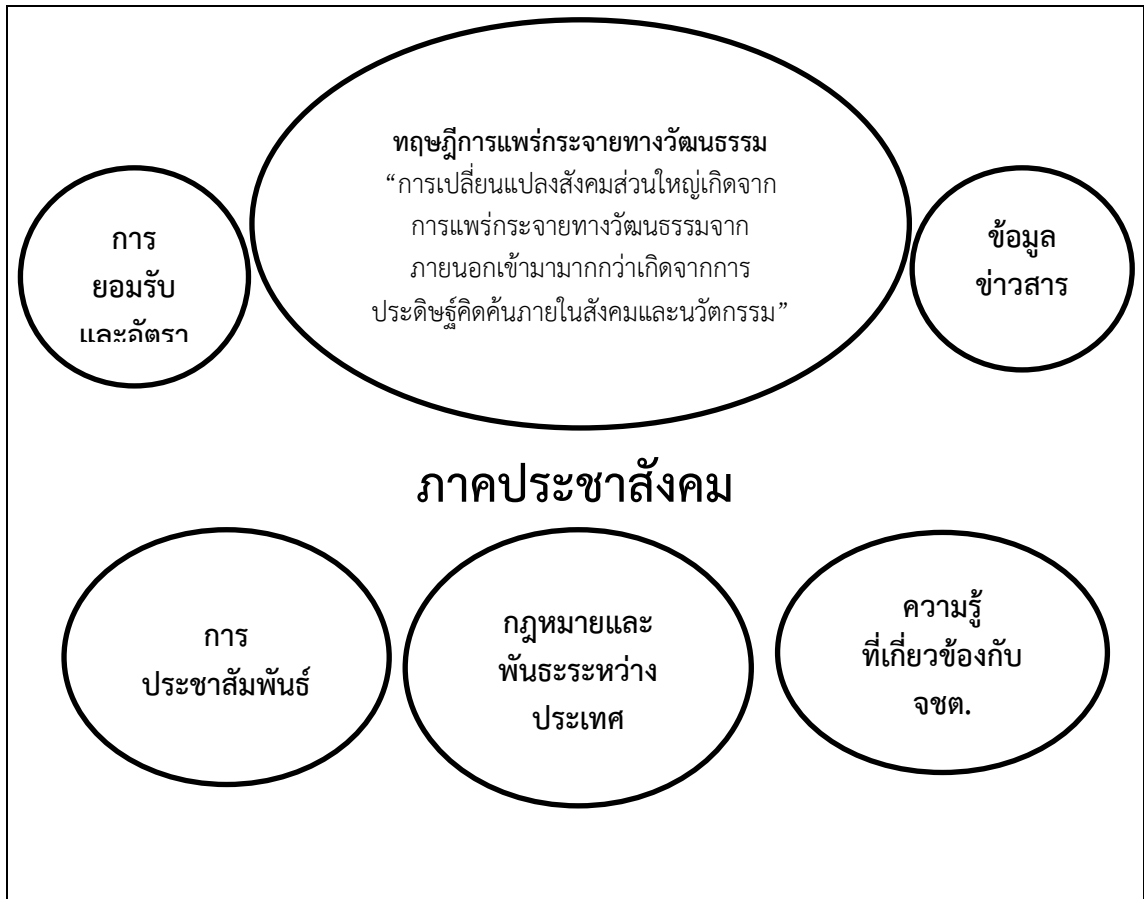 ทฤษฎีการแพร่กระจายทางวัฒนธรรม
“การเปลี่ยนแปลงสังคมส่วนใหญ่เกิดจาก
การแพร่กระจายทางวัฒนธรรมจาก
ภายนอกเข้ามามากกว่าเกิดจากการ
ประดิษฐ์คิดค้นภายในสังคมและนวัตกรรม”
การ
ยอมรับ
และอัตรา
ข้อมูล
ข่าวสาร
ภาคประชาสังคม
การ
ประชาสัมพันธ์
กฎหมายและ
พันธะระหว่าง
ประเทศ
ความรู้
ที่เกี่ยวข้องกับ
จชต.